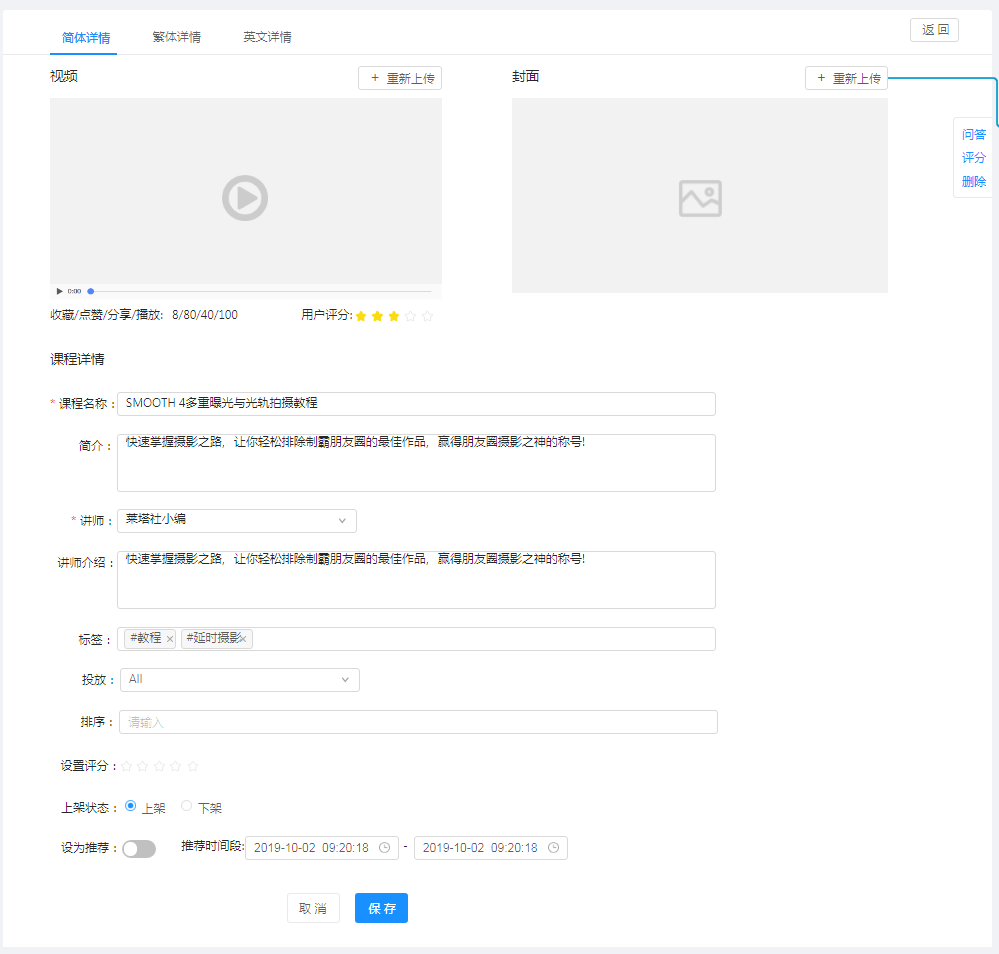 简体详情 繁体详情 英文详情 返 回
视频 + 重新上传 封面 + 重新上传
问答
评分
删除
0:00
收藏/点赞/分享/播放: 8/80/40/100 用户评分:
课程详情
* 课程名称 : SMOOTH 4多重曝光与光轨拍摄教程
简介 : 快速掌握摄影之路，让你轻松排除制霸朋友圈的最佳作品，赢得朋友圈摄影之神的称号!
* 讲师 : 莱塔社小编
讲师介绍 : 快速掌握摄影之路，让你轻松排除制霸朋友圈的最佳作品，赢得朋友圈摄影之神的称号!
标签 : #教程 × #延时摄影×
投放 : All
排序 : 请输入
设置评分 :
上架状态 : 上架 下架
设为推荐 : 推荐时间段: 2019-10-02 09:20:18 - 2019-10-02 09:20:18
取 消 保 存